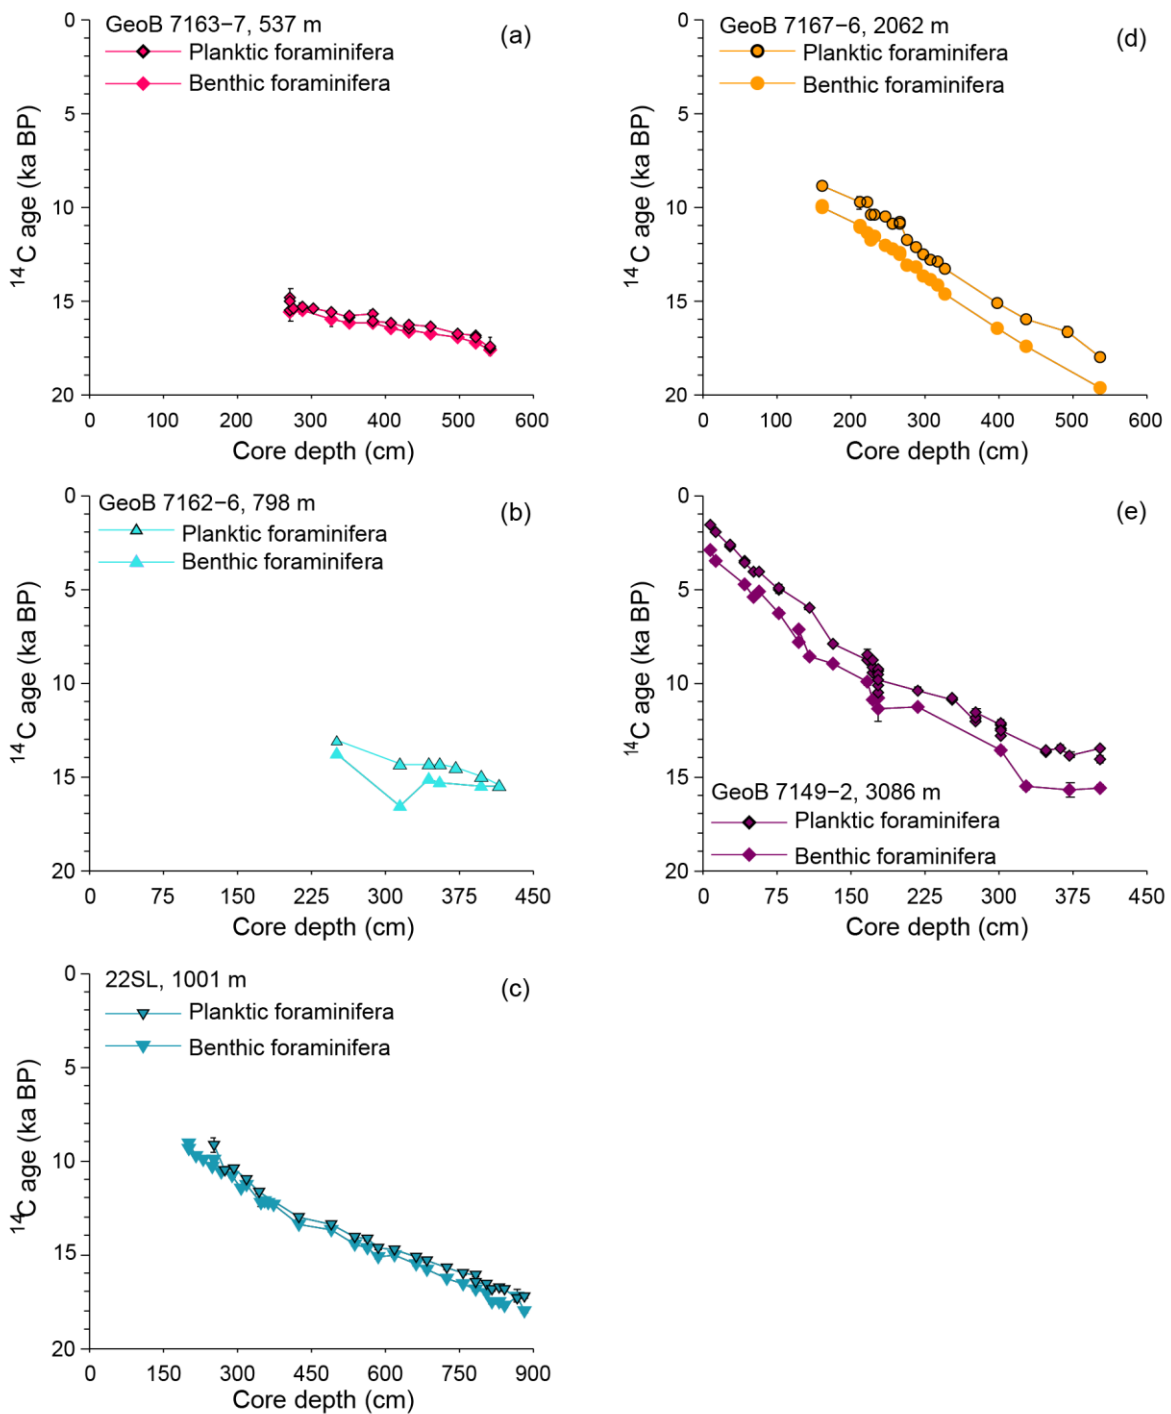 GeoB 7163−7, 537 m
(a)
Planktic foraminifera
Benthic foraminifera
0
5
10
15
20
14C age (ka BP)
0 100 200 300 400 500 600
Core depth (cm)
GeoB 7167−6, 2062 m
(d)
Planktic foraminifera
Benthic foraminifera
0
5
10
15
20
14C age (ka BP)
0 100 200 300 400 500 600
Core depth (cm)
GeoB 7162−6, 798 m
(b)
Planktic foraminifera
Benthic foraminifera
0
5
10
15
20
14C age (ka BP)
0 75 150 225 300 375 450
Core depth (cm)
(e)
GeoB 7149−2, 3086 m
Planktic foraminifera
Benthic foraminifera
0
5
10
15
20
14C age (ka BP)
0 75 150 225 300 375 450
Core depth (cm)
22SL, 1001 m
(c)
Planktic foraminifera
Benthic foraminifera
0
5
10
15
20
14C age (ka BP)
0 150 300 450 600 750 900
Core depth (cm)